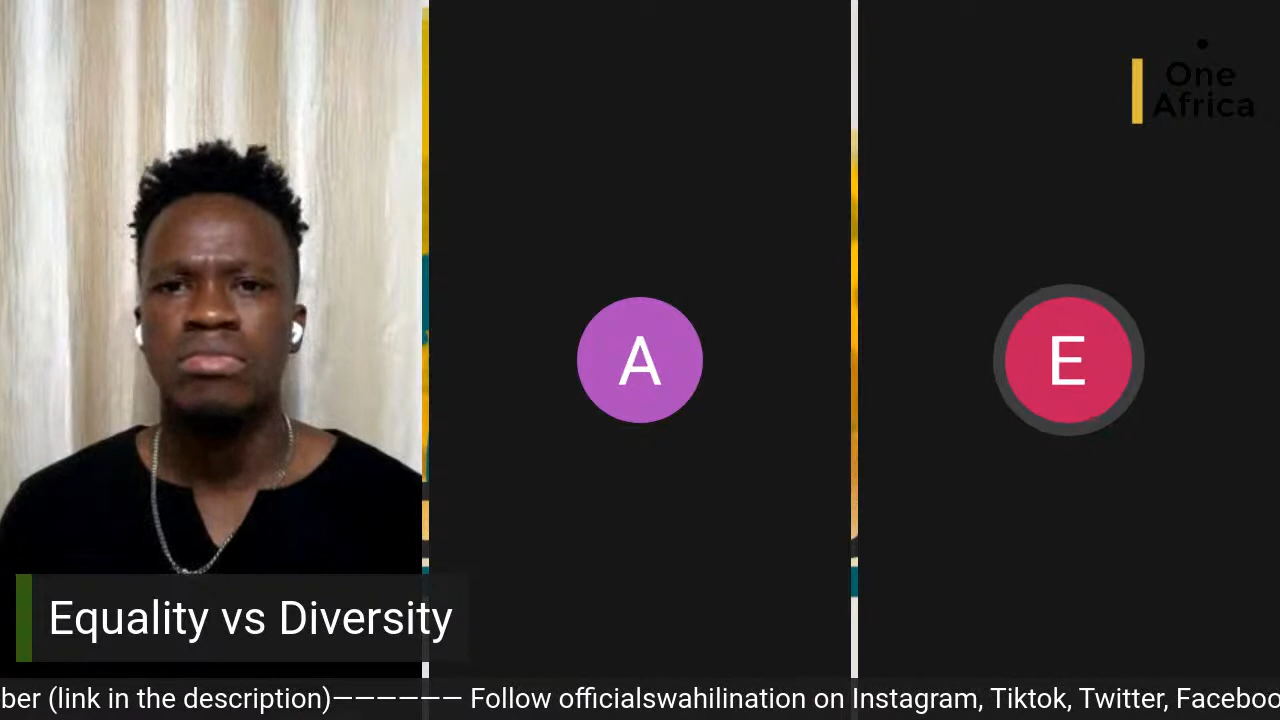 One
Africa
A
E
Equality vs Diversity
ber (link in the description)—————— Follow officialswahilination on Instagram, Tiktok, Twitter, Faceboo